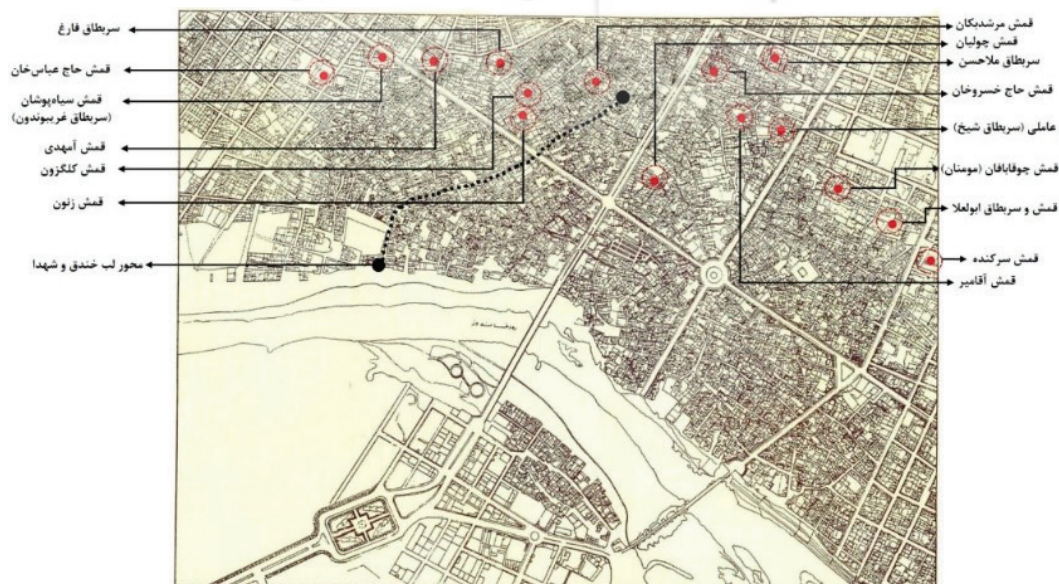 قمش مرشدبکان
قمش چولیان
سربطاق ملاحسن
قمش حاج خسروخان
عاملی (سربطاق شیخ)
قمش چوقابافان (مومنان)
قمش و سربطاق ابوالعلا
قمش سرکنده
قمش آقامیر
سربطاق فارغ
قمش حاج عباس‌خان
قمش سیاه‌پوشان
(سربطاق غریبوندون)
قمش آمهدی
قمش کلگزون
قمش زنون
محور لب خندق و شهدا